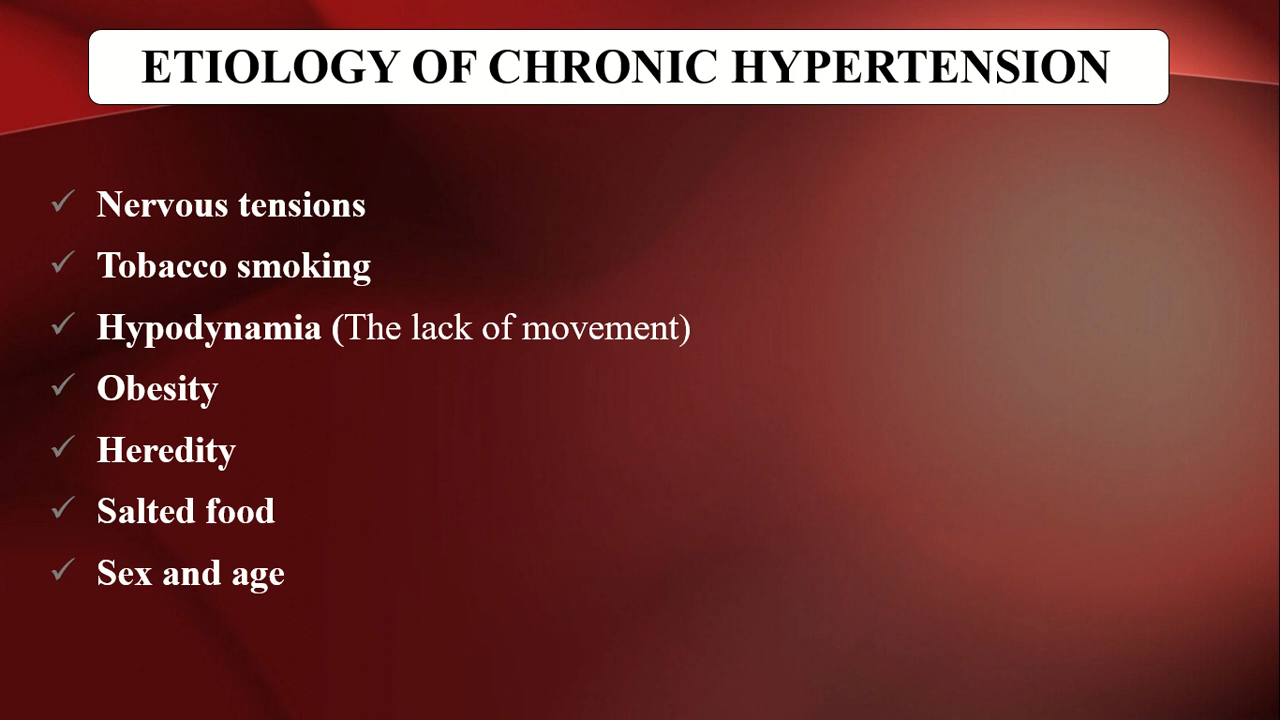 ETIOLOGY OF CHRONIC HYPERTENSION
Nervous tensions
Tobacco smoking
Hypodynamia (The lack of movement)
Obesity
Heredity
Salted food
Sex and age